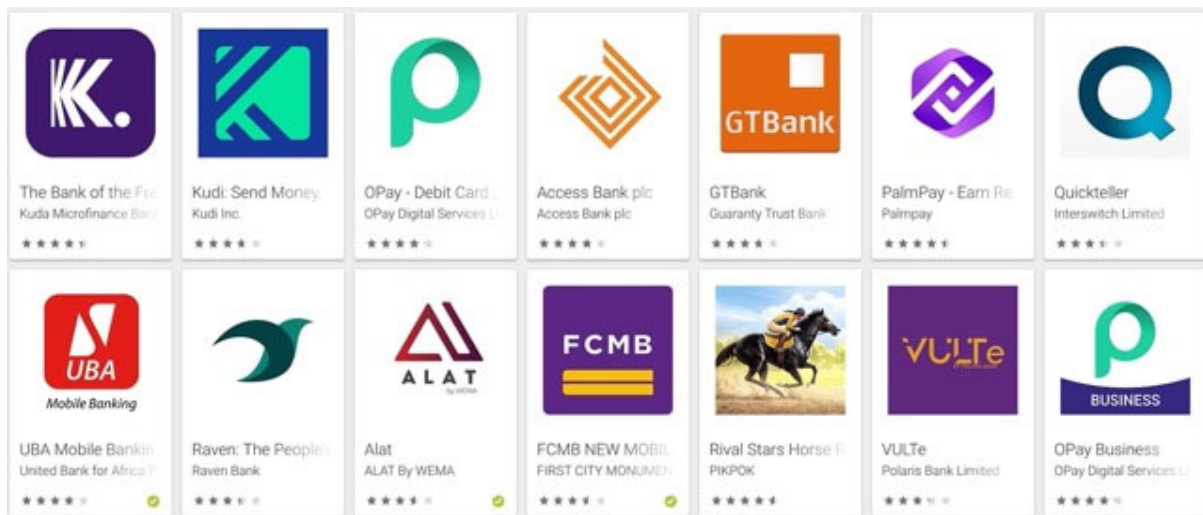 K.
GTBank
The Bank of the Fre
Kuda Microfinance Ban
Kudi: Send Money,
Kudi Inc.
OPay - Debit Card
OPay Digital Services L
Access Bank plc
Access Bank plc
GTBank
Guaranty Trust Bank
PalmPay - Earn Re
Palmpay
Quickteller
Interswitch Limited
UBA
Mobile Banking
ALAT
by WEMA
FCMB
VULTe
BUSINESS
UBA Mobile Bankin
United Bank for Africa
Raven: The People'
Raven Bank
Alat
ALAT By WEMA
FCMB NEW MOBIL
FIRST CITY MONUMEN
Rival Stars Horse R
PIKPOK
VULTe
Polaris Bank Limited
OPay Business
OPay Digital Services L